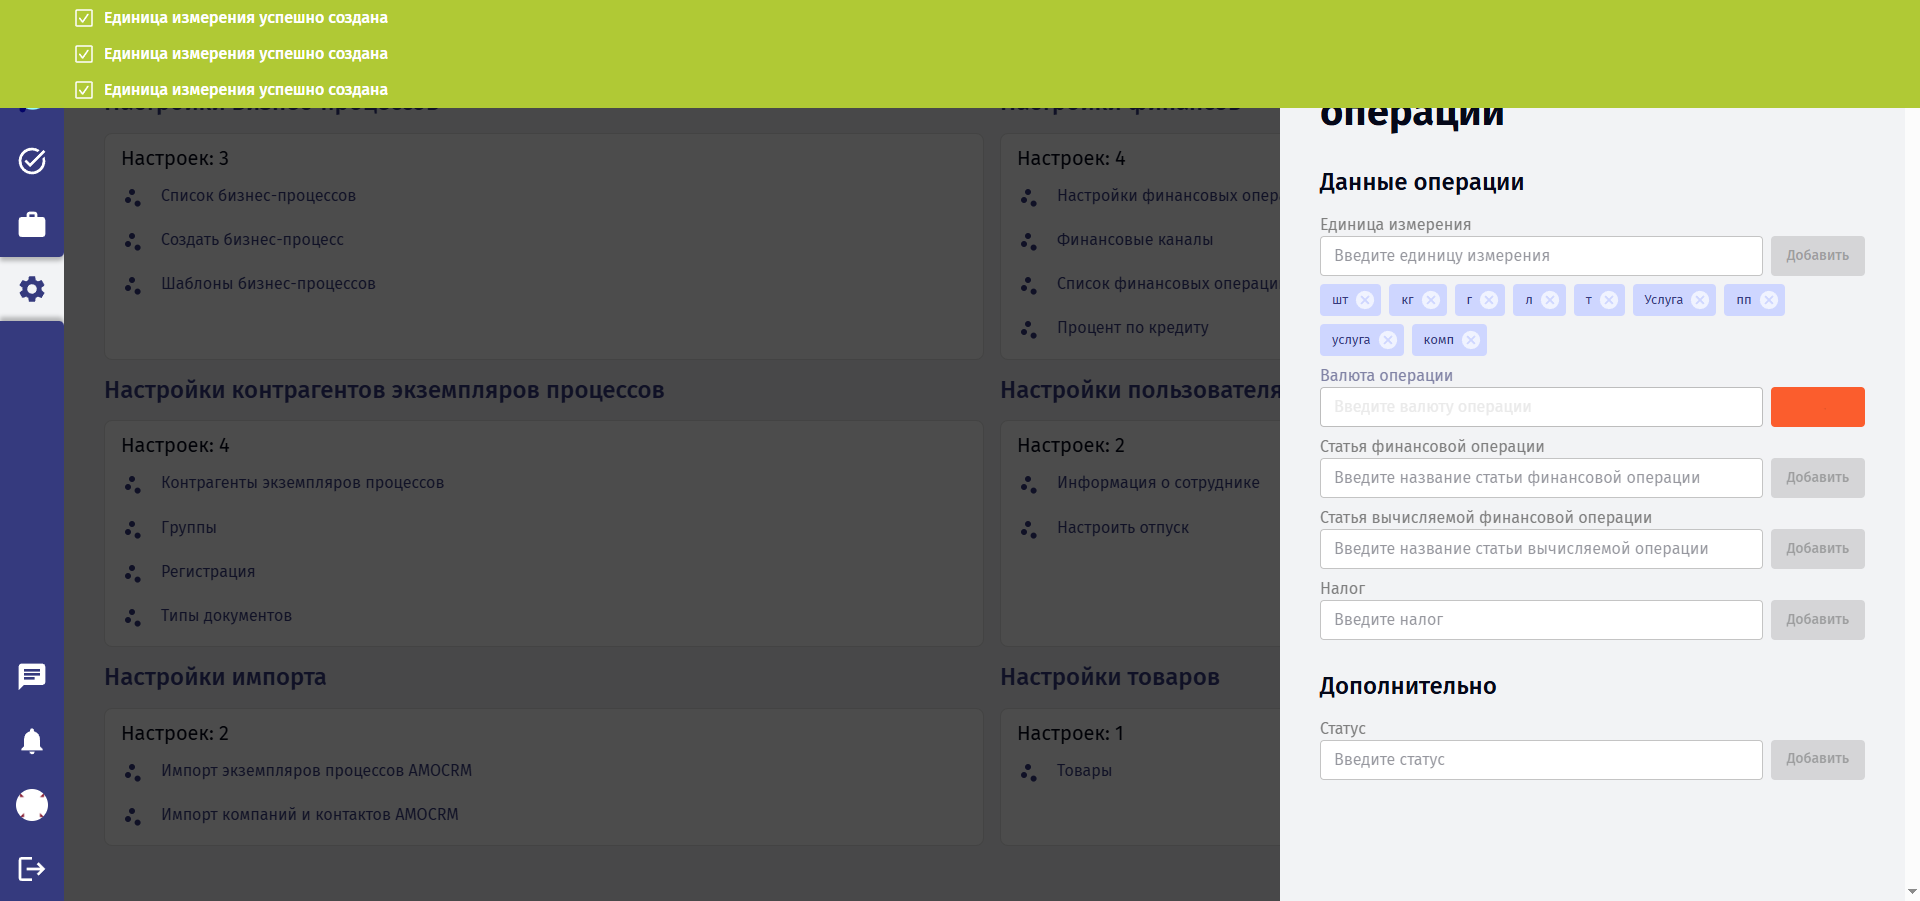 Единица измерения успешно создана
Единица измерения успешно создана
Единица измерения успешно создана
Настройки бизнес-процессов
Настройки финансов
Настроек: 3
Список бизнес-процессов
Создать бизнес-процесс
Шаблоны бизнес-процессов
Настроек: 4
Настройки финансовых опер
Финансовые каналы
Список финансовых операци
Процент по кредиту
Настройки контрагентов экземпляров процессов
Настроек: 4
Контрагенты экземпляров процессов
Группы
Регистрация
Типы документов
Настройки пользователя
Настроек: 2
Информация о сотруднике
Настроить отпуск
Настройки импорта
Настроек: 2
Импорт экземпляров процессов AMOCRM
Импорт компаний и контактов AMOCRM
Настройки товаров
Настроек: 1
Товары
операции
Данные операции
Единица измерения
Введите единицу измерения
Добавить
шт кг г л т Услуга пп
услуга комп
Валюта операции
Введите валюту операции
Статья финансовой операции
Введите название статьи финансовой операции
Добавить
Статья вычисляемой финансовой операции
Введите название статьи вычисляемой операции
Добавить
Налог
Введите налог
Добавить
Дополнительно
Статус
Введите статус
Добавить